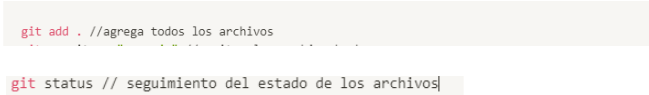 git add . //agrega todos los archivos
git status // seguimiento del estado de los archivos